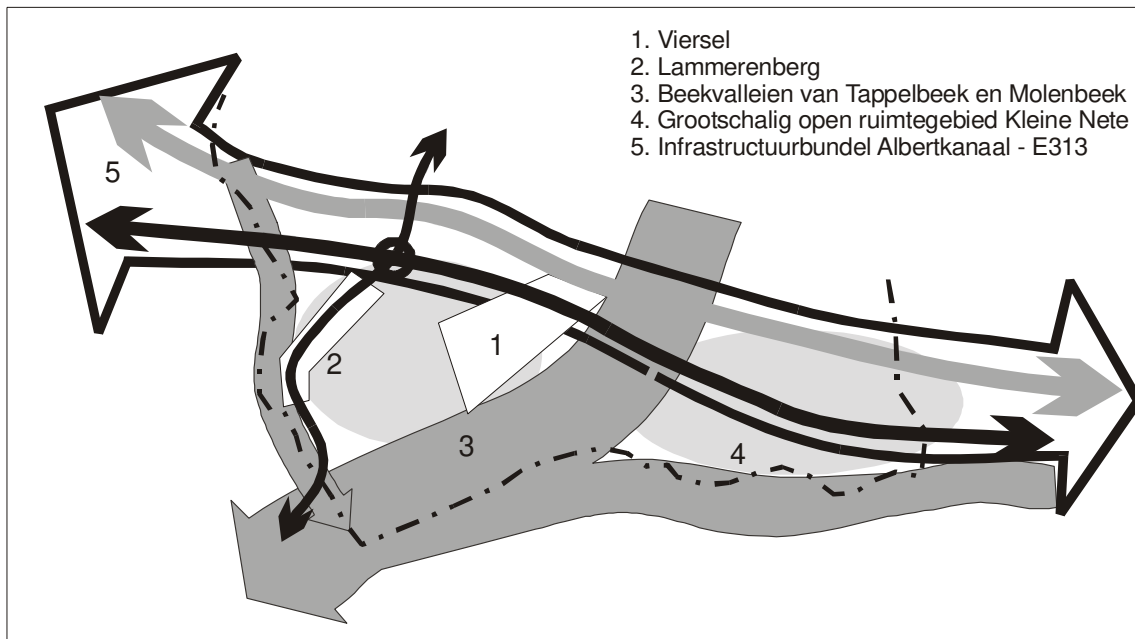 1. Viersel
2. Lammerenberg
3. Beekvalleien van Tappelbeek en Molenbeek
4. Grootschalig open ruimtegebied Kleine Nete
5. Infrastructuurbundel Albertkanaal - E313
5
1
2
3
4